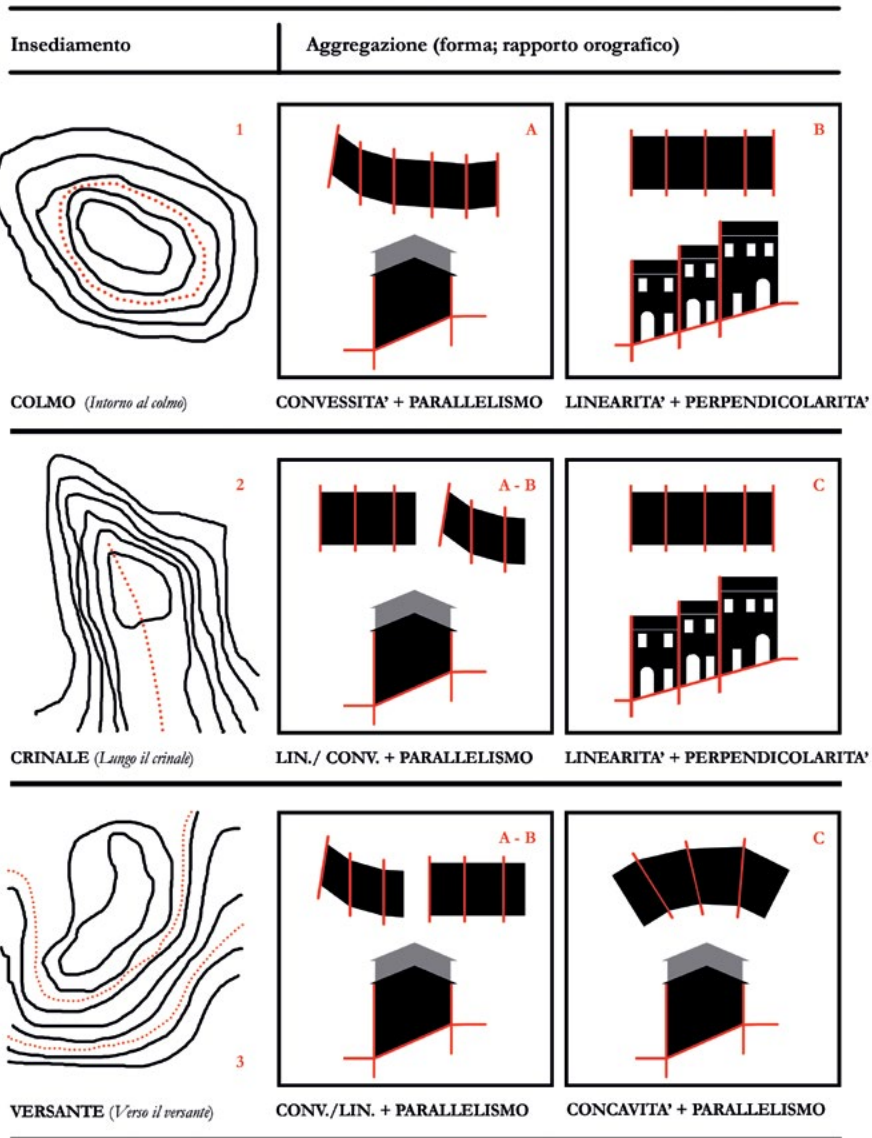 Insediamento
Aggregazione (forma; rapporto orografico)
1
A
B
COLMO (Intorno al colmo)
CONVESSITA' + PARALLELISMO
LINEARITA' + PERPENDICOLARITA'
2
A - B
C
CRINALE (Lungo il crinale)
LIN./ CONV. + PARALLELISMO
LINEARITA' + PERPENDICOLARITA'
3
A - B
C
VERSANTE (Verso il versante)
CONV./LIN. + PARALLELISMO
CONCAVITA' + PARALLELISMO